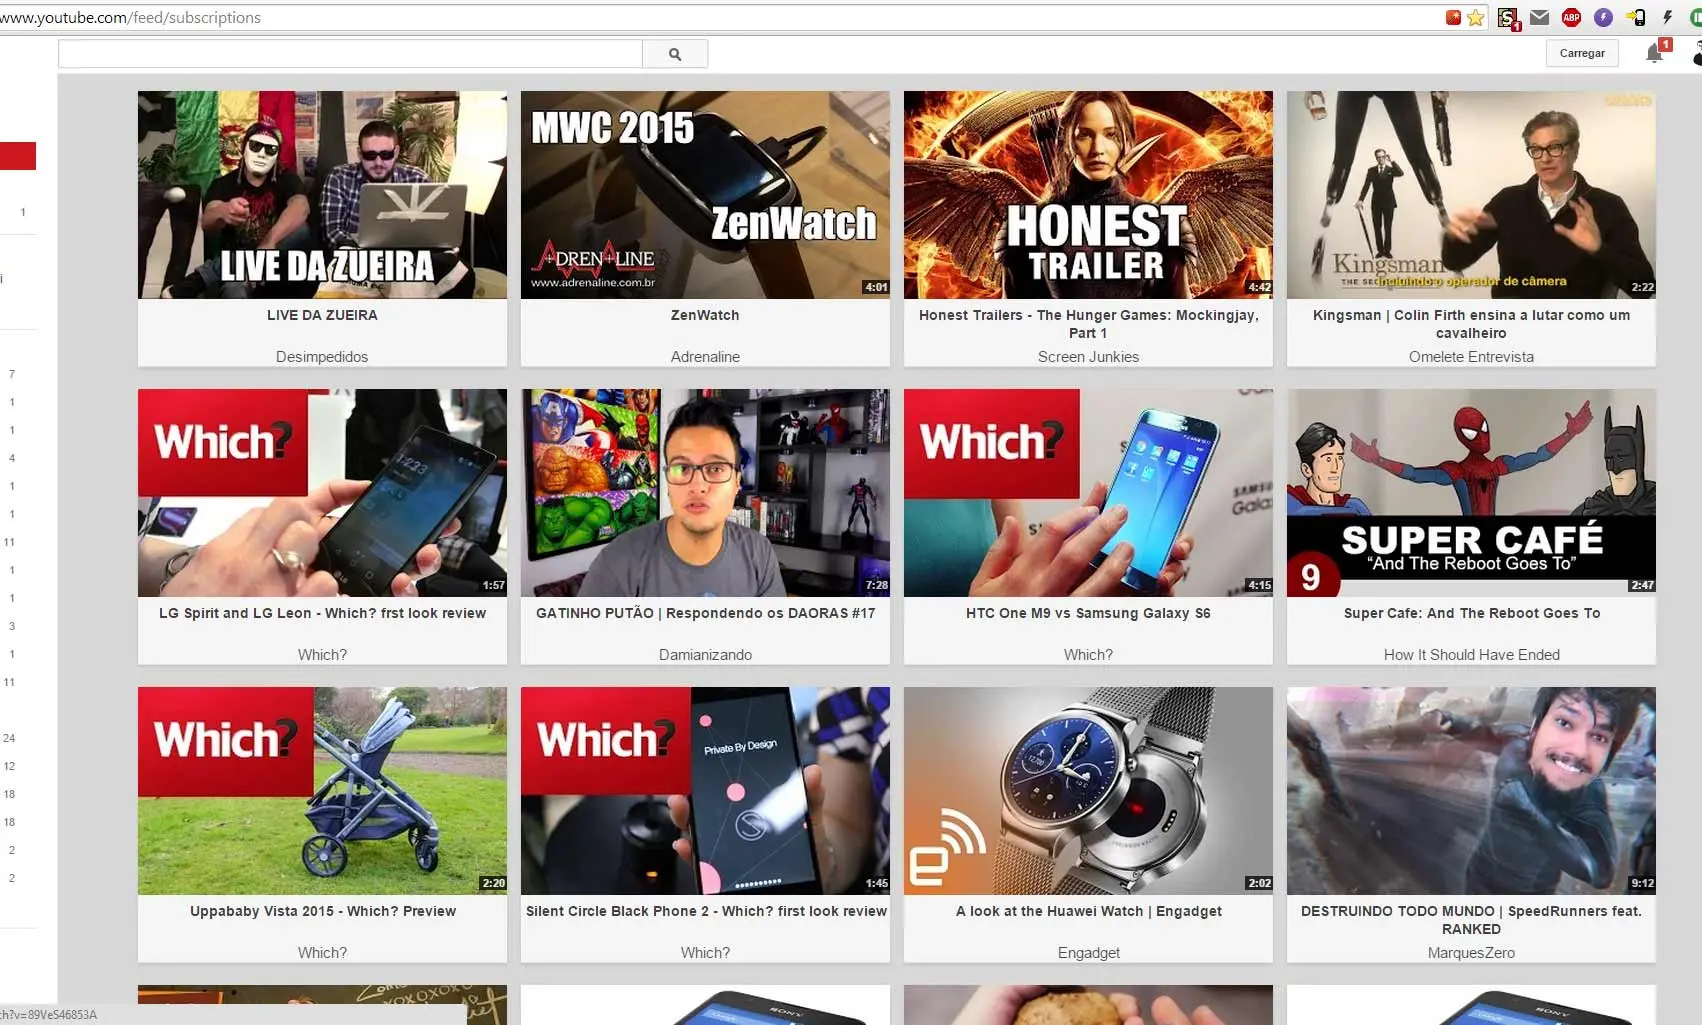 www.youtube.com/feed/subscriptions
S
1
ABP
Carregar
1
1
i
7
1
1
4
1
1
11
1
1
3
1
11
24
12
18
18
2
2
LIVE DA ZUEIRA
LIVE DA ZUEIRA
Desimpedidos
MWC 2015
ZenWatch
ADRENALINE
www.adrenaline.com.br
4:01
ZenWatch
Adrenaline
HONEST
TRAILER
4:42
Honest Trailers - The Hunger Games: Mockingjay,
Part 1
Screen Junkies
Kingsman
THE SE
incluindo o operador de câmera
2:22
Kingsman | Colin Firth ensina a lutar como um
cavalheiro
Omelete Entrevista
Which?
1:57
LG Spirit and LG Leon - Which? frst look review
Which?
7:28
GATINHO PUTÃO | Respondendo os DAORAS #17
Damianizando
Which?
4:15
HTC One M9 vs Samsung Galaxy S6
Which?
SUPER CAFÉ
"And The Reboot Goes To"
9
2:47
Super Cafe: And The Reboot Goes To
How It Should Have Ended
Which?
2:20
Uppababy Vista 2015 - Which? Preview
Which?
Which?
Private By Design
1:45
Silent Circle Black Phone 2 - Which? first look review
Which?
e
2:02
A look at the Huawei Watch | Engadget
Engadget
9:12
DESTRUINDO TODO MUNDO | SpeedRunners feat.
RANKED
MarquesZero
SONY
SONY
ch?v=89VeS46853A